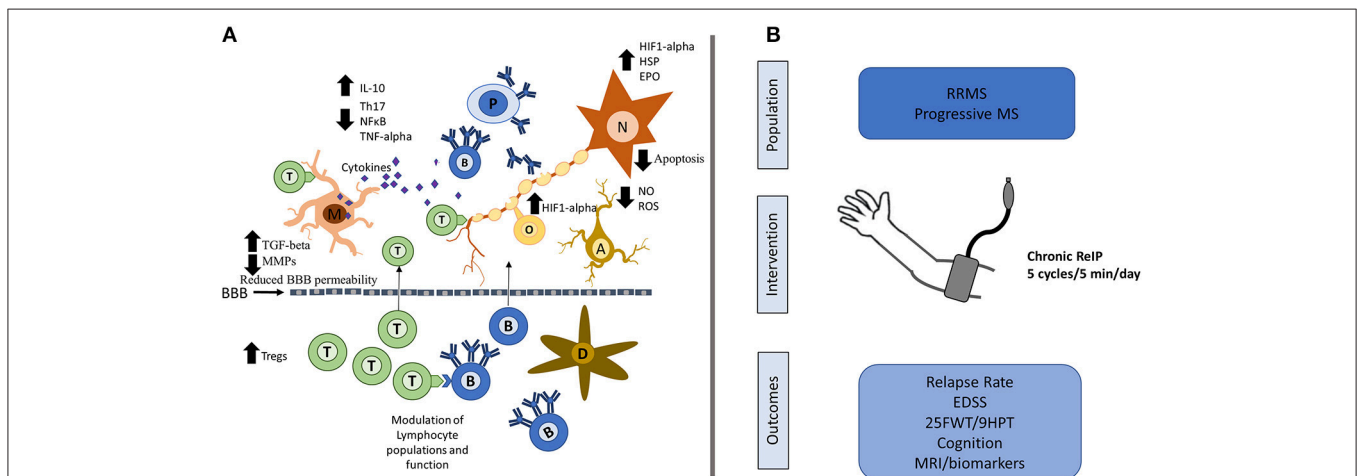 A
HIF1-alpha
HSP
EPO
IL-10
Th17
NFκB
TNF-alpha
P
B
N
Apoptosis
Cytokines
T
M
NO
ROS
HIF1-alpha
T
O
A
TGF-beta
MMPs
T
Reduced BBB permeability
BBB
T
B
Tregs
T
T
T
B
D
B
Modulation of
Lymphocyte
populations and
function
B
Population
RRMS
Progressive MS
Intervention
Chronic ReIP
5 cycles/5 min/day
Outcomes
Relapse Rate
EDSS
25FWT/9HPT
Cognition
MRI/biomarkers